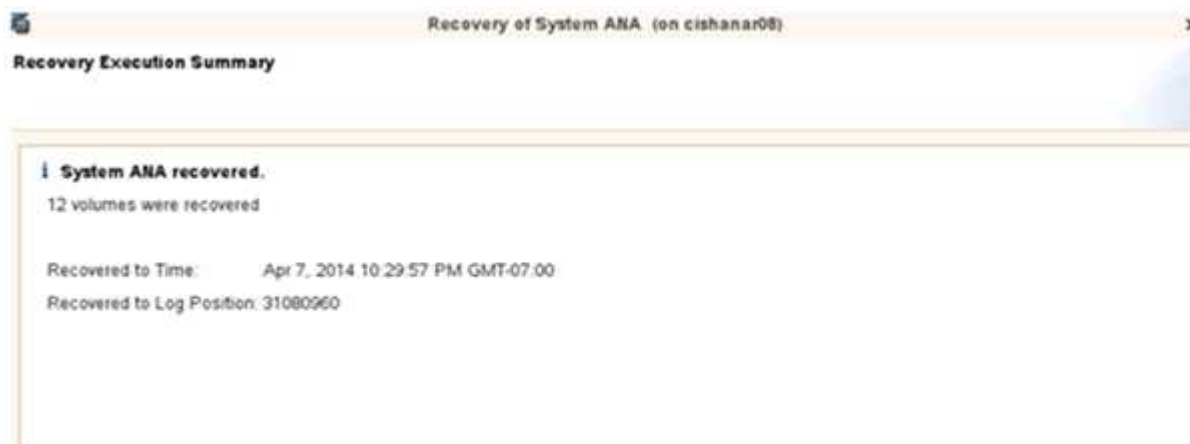 Recovery of System ANA (on cishanar08)
Recovery Execution Summary
i System ANA recovered.
12 volumes were recovered
Recovered to Time: Apr 7, 2014 10:29:57 PM GMT-07:00
Recovered to Log Position: 31080960